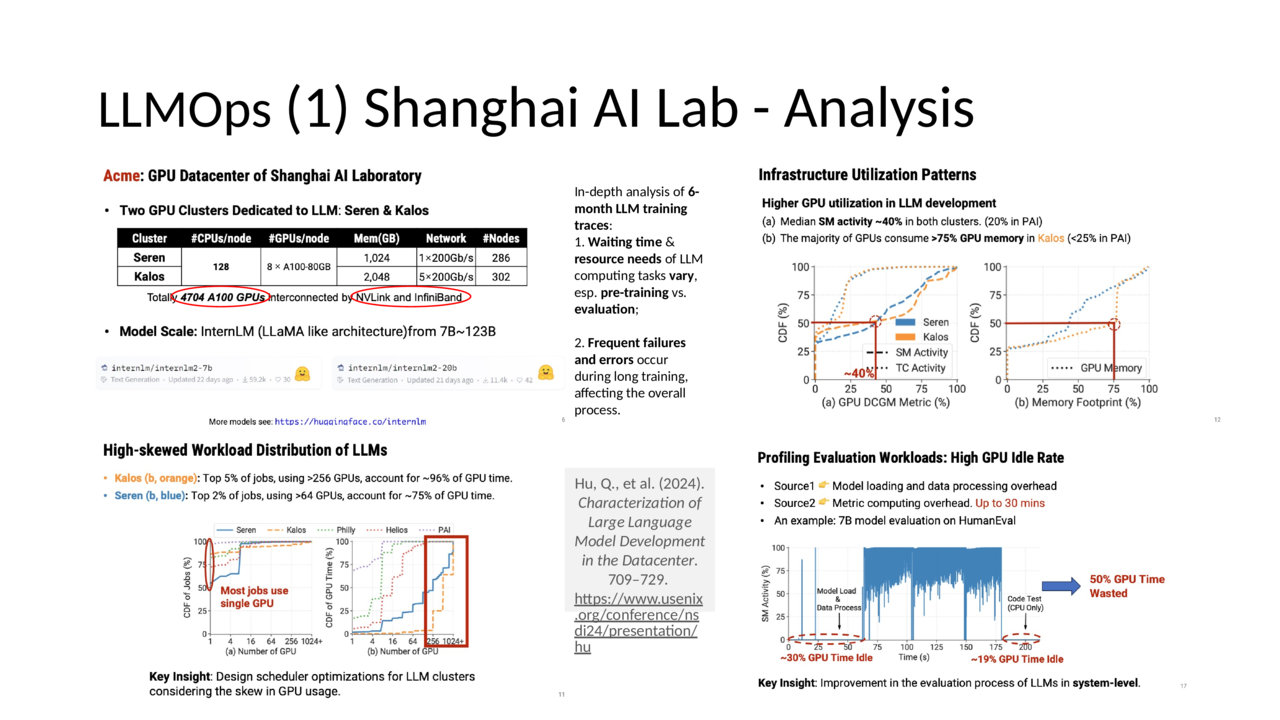 LLMOps (1) Shanghai AI Lab - Analysis
Acme: GPU Datacenter of Shanghai AI Laboratory
• Two GPU Clusters Dedicated to LLM: Seren & Kalos
Cluster #CPUs/node #GPUs/node Mem(GB) Network #Nodes
Seren 128 8 × A100-80GB 1,024 1×200Gb/s 286
Kalos 2,048 5×200Gb/s 302
Totally 4704 A100 GPUs interconnected by NVLink and InfiniBand
• Model Scale: InternLM (LLaMA like architecture)from 7B~123B
internlm/internlm2-7b
Text Generation • Updated 22 days ago • 59.2k • 30
internlm/internlm2-20b
Text Generation • Updated 21 days ago • 11.4k • 42
More models see: https://huggingface.co/internlm
6
In-depth analysis of 6-
month LLM training
traces:
1. Waiting time &
resource needs of LLM
computing tasks vary,
esp. pre-training vs.
evaluation;
2. Frequent failures
and errors occur
during long training,
affecting the overall
process.
Infrastructure Utilization Patterns
Higher GPU utilization in LLM development
(a) Median SM activity ~40% in both clusters. (20% in PAI)
(b) The majority of GPUs consume >75% GPU memory in Kalos (<25% in PAI)
CDF (%)
100
75
50
25
0
Seren
Kalos
SM Activity
TC Activity
~40%
0 25 50 75 100
(a) GPU DCGM Metric (%)
CDF (%)
100
75
50
25
0
GPU Memory
0 25 50 75 100
(b) Memory Footprint (%)
12
High-skewed Workload Distribution of LLMs
• Kalos (b, orange): Top 5% of jobs, using >256 GPUs, account for ~96% of GPU time.
• Seren (b, blue): Top 2% of jobs, using >64 GPUs, account for ~75% of GPU time.
Seren Kalos Philly Helios PAI
CDF of Jobs (%)
100
75
50
25
0
Most jobs use
single GPU
1 4 16 64 256 1024+
(a) Number of GPU
CDF of GPU Time (%)
100
75
50
25
0
1 4 16 64 256 1024+
(b) Number of GPU
Key Insight: Design scheduler optimizations for LLM clusters
considering the skew in GPU usage.
11
Hu, Q., et al. (2024).
Characterization of
Large Language
Model Development
in the Datacenter.
709–729.
https://www.usenix
.org/conference/ns
di24/presentation/
hu
Profiling Evaluation Workloads: High GPU Idle Rate
• Source1 👉 Model loading and data processing overhead
• Source2 👉 Metric computing overhead. Up to 30 mins
• An example: 7B model evaluation on HumanEval
SM Activity (%)
100
75
50
25
0
Model Load
&
Data Process
Code Test
(CPU Only)
50% GPU Time
Wasted
0 25 50 75 100 125 150 175 200
Time (s)
~30% GPU Time Idle
~19% GPU Time Idle
Key Insight: Improvement in the evaluation process of LLMs in system-level.
17